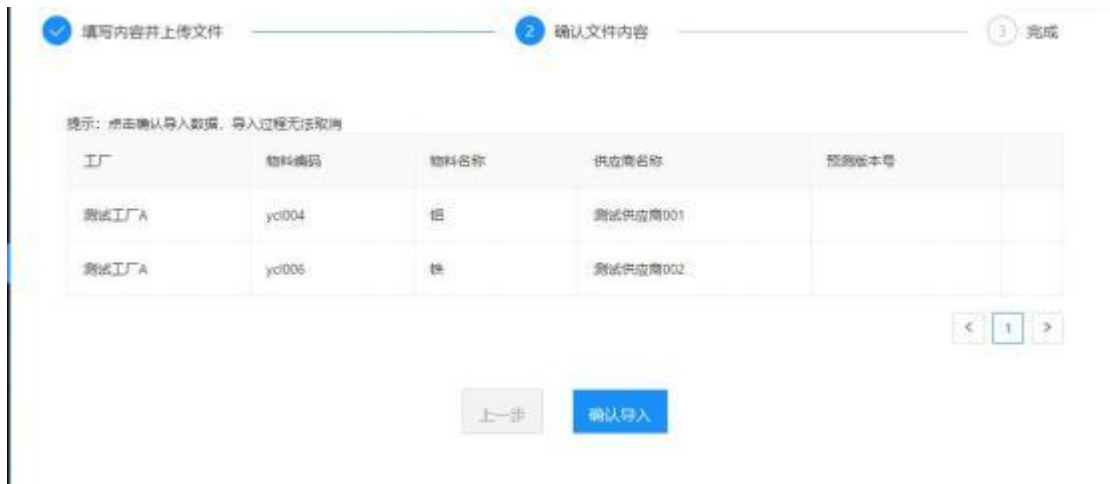 填写内容并上传文件
2 确认文件内容
3 完成
提示：点击确认导入数据，导入过程无法取消
工厂 物料编码 物料名称 供应商名称 预测版本号
测试工厂A ycl004 铝 测试供应商001
测试工厂A ycl006 铁 测试供应商002
< 1 >
上一步 确认导入